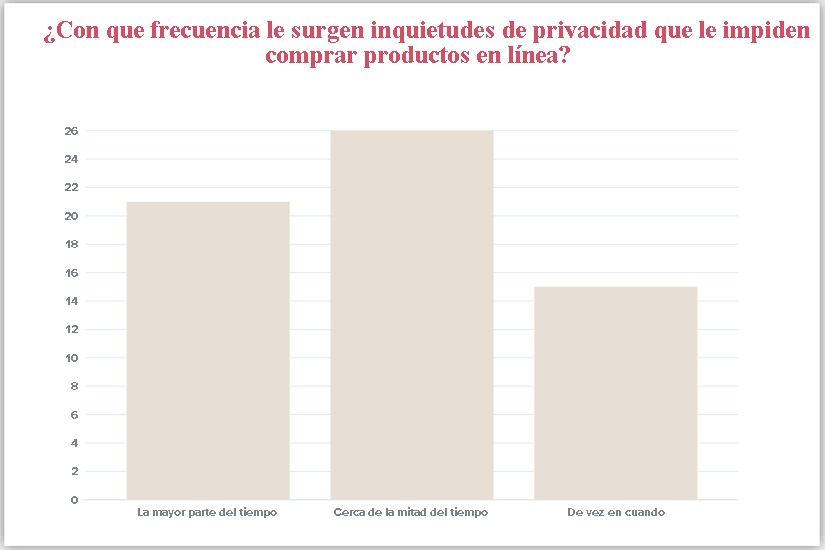 ¿Con que frecuencia le surgen inquietudes de privacidad que le impiden
comprar productos en línea?
26
24
22
20
18
16
14
12
10
8
6
4
2
0
La mayor parte del tiempo
Cerca de la mitad del tiempo
De vez en cuando